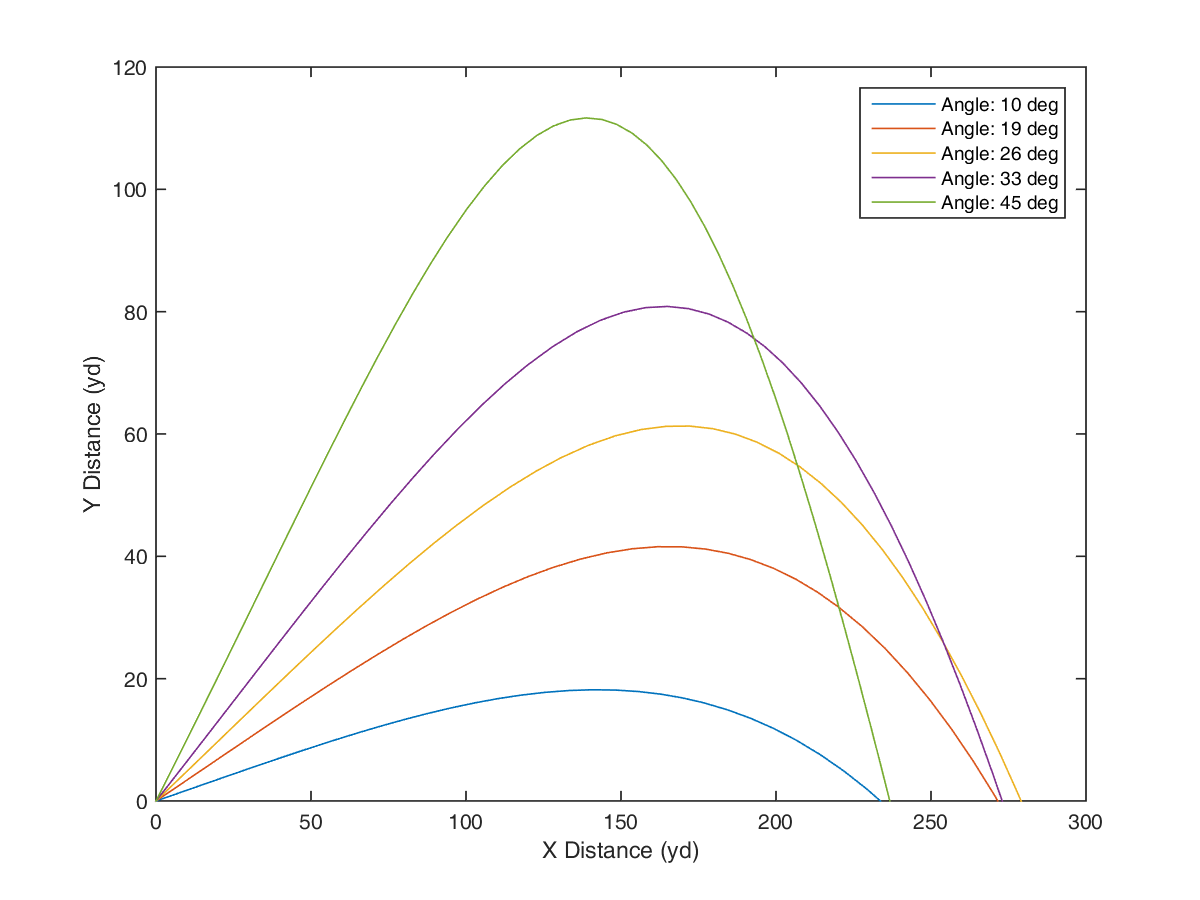 120
100
80
60
40
20
0
0 50 100 150 200 250 300
Y Distance (yd)
X Distance (yd)
Angle: 10 deg
Angle: 19 deg
Angle: 26 deg
Angle: 33 deg
Angle: 45 deg